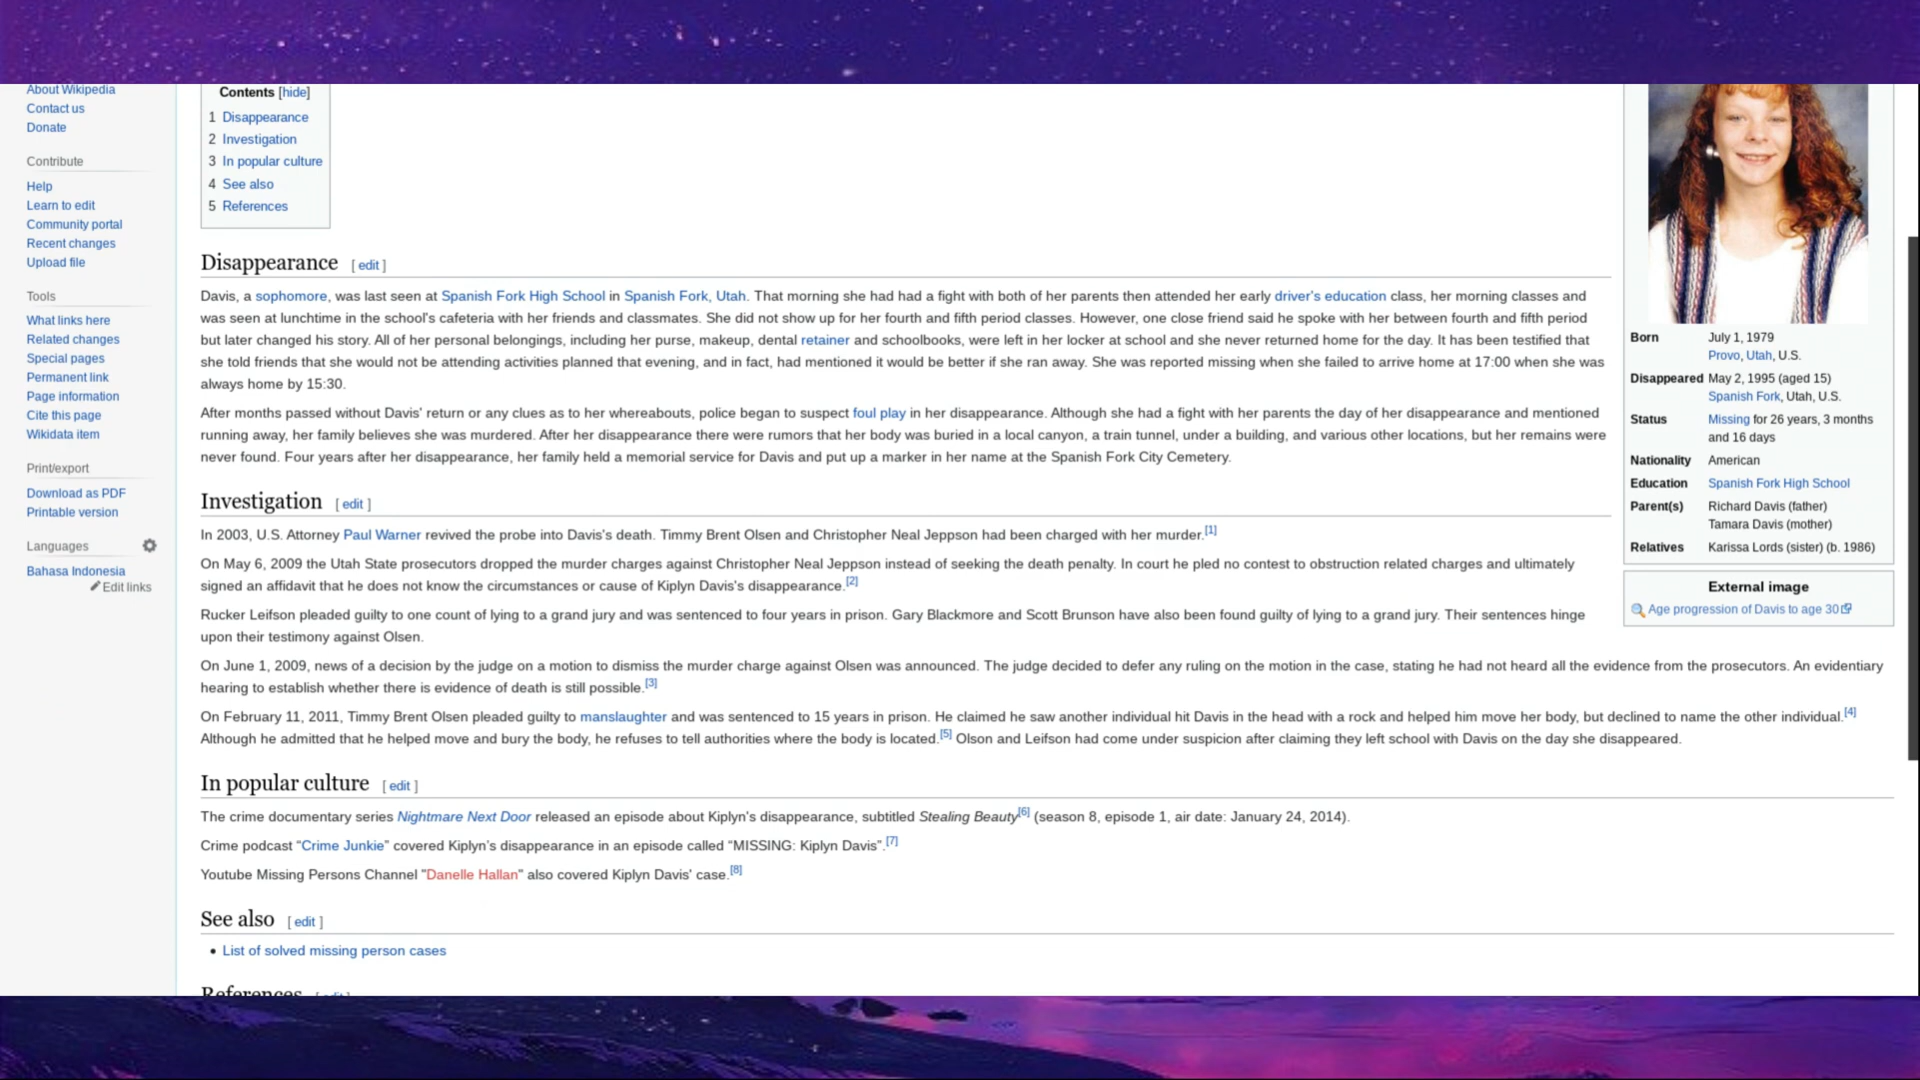 About Wikipedia
Contact us
Donate
Contribute
Help
Learn to edit
Community portal
Recent changes
Upload file
Tools
What links here
Related changes
Special pages
Permanent link
Page information
Cite this page
Wikidata item
Print/export
Download as PDF
Printable version
Languages
Bahasa Indonesia
Edit links
Contents [hide]
1 Disappearance
2 Investigation
3 In popular culture
4 See also
5 References
Disappearance [ edit ]
Davis, a sophomore, was last seen at Spanish Fork High School in Spanish Fork, Utah. That morning she had had a fight with both of her parents then attended her early driver's education class, her morning classes and
was seen at lunchtime in the school's cafeteria with her friends and classmates. She did not show up for her fourth and fifth period classes. However, one close friend said he spoke with her between fourth and fifth period
but later changed his story. All of her personal belongings, including her purse, makeup, dental retainer and schoolbooks, were left in her locker at school and she never returned home for the day. It has been testified that
she told friends that she would not be attending activities planned that evening, and in fact, had mentioned it would be better if she ran away. She was reported missing when she failed to arrive home at 17:00 when she was
always home by 15:30.
After months passed without Davis' return or any clues as to her whereabouts, police began to suspect foul play in her disappearance. Although she had a fight with her parents the day of her disappearance and mentioned
running away, her family believes she was murdered. After her disappearance there were rumors that her body was buried in a local canyon, a train tunnel, under a building, and various other locations, but her remains were
never found. Four years after her disappearance, her family held a memorial service for Davis and put up a marker in her name at the Spanish Fork City Cemetery.
Investigation [ edit ]
In 2003, U.S. Attorney Paul Warner revived the probe into Davis's death. Timmy Brent Olsen and Christopher Neal Jeppson had been charged with her murder.[1]
On May 6, 2009 the Utah State prosecutors dropped the murder charges against Christopher Neal Jeppson instead of seeking the death penalty. In court he pled no contest to obstruction related charges and ultimately
signed an affidavit that he does not know the circumstances or cause of Kiplyn Davis's disappearance.[2]
Rucker Leifson pleaded guilty to one count of lying to a grand jury and was sentenced to four years in prison. Gary Blackmore and Scott Brunson have also been found guilty of lying to a grand jury. Their sentences hinge
upon their testimony against Olsen.
On June 1, 2009, news of a decision by the judge on a motion to dismiss the murder charge against Olsen was announced. The judge decided to defer any ruling on the motion in the case, stating he had not heard all the evidence from the prosecutors. An evidentiary
hearing to establish whether there is evidence of death is still possible.[3]
On February 11, 2011, Timmy Brent Olsen pleaded guilty to manslaughter and was sentenced to 15 years in prison. He claimed he saw another individual hit Davis in the head with a rock and helped him move her body, but declined to name the other individual.[4]
Although he admitted that he helped move and bury the body, he refuses to tell authorities where the body is located.[5] Olson and Leifson had come under suspicion after claiming they left school with Davis on the day she disappeared.
In popular culture [ edit ]
The crime documentary series Nightmare Next Door released an episode about Kiplyn's disappearance, subtitled Stealing Beauty[6] (season 8, episode 1, air date: January 24, 2014).
Crime podcast “Crime Junkie” covered Kiplyn’s disappearance in an episode called “MISSING: Kiplyn Davis”.[7]
Youtube Missing Persons Channel "Danelle Hallan" also covered Kiplyn Davis' case.[8]
See also [ edit ]
• List of solved missing person cases
References [ edit ]
Born July 1, 1979
Provo, Utah, U.S.
Disappeared May 2, 1995 (aged 15)
Spanish Fork, Utah, U.S.
Status Missing for 26 years, 3 months
and 16 days
Nationality American
Education Spanish Fork High School
Parent(s) Richard Davis (father)
Tamara Davis (mother)
Relatives Karissa Lords (sister) (b. 1986)
External image
Age progression of Davis to age 30